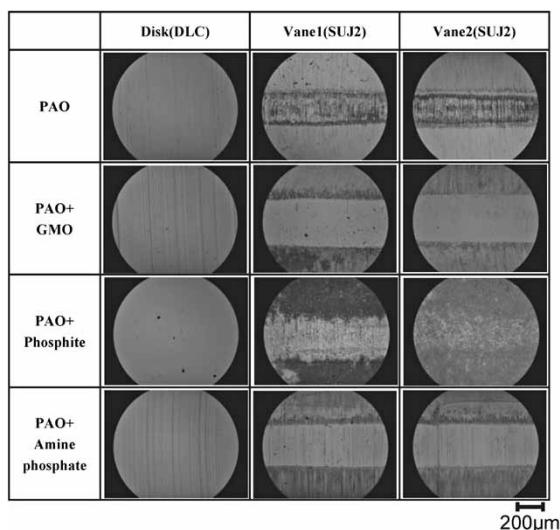 Disk(DLC) Vane1(SUJ2) Vane2(SUJ2)
PAO
PAO+
GMO
PAO+
Phosphite
PAO+
Amine
phosphate
200μm